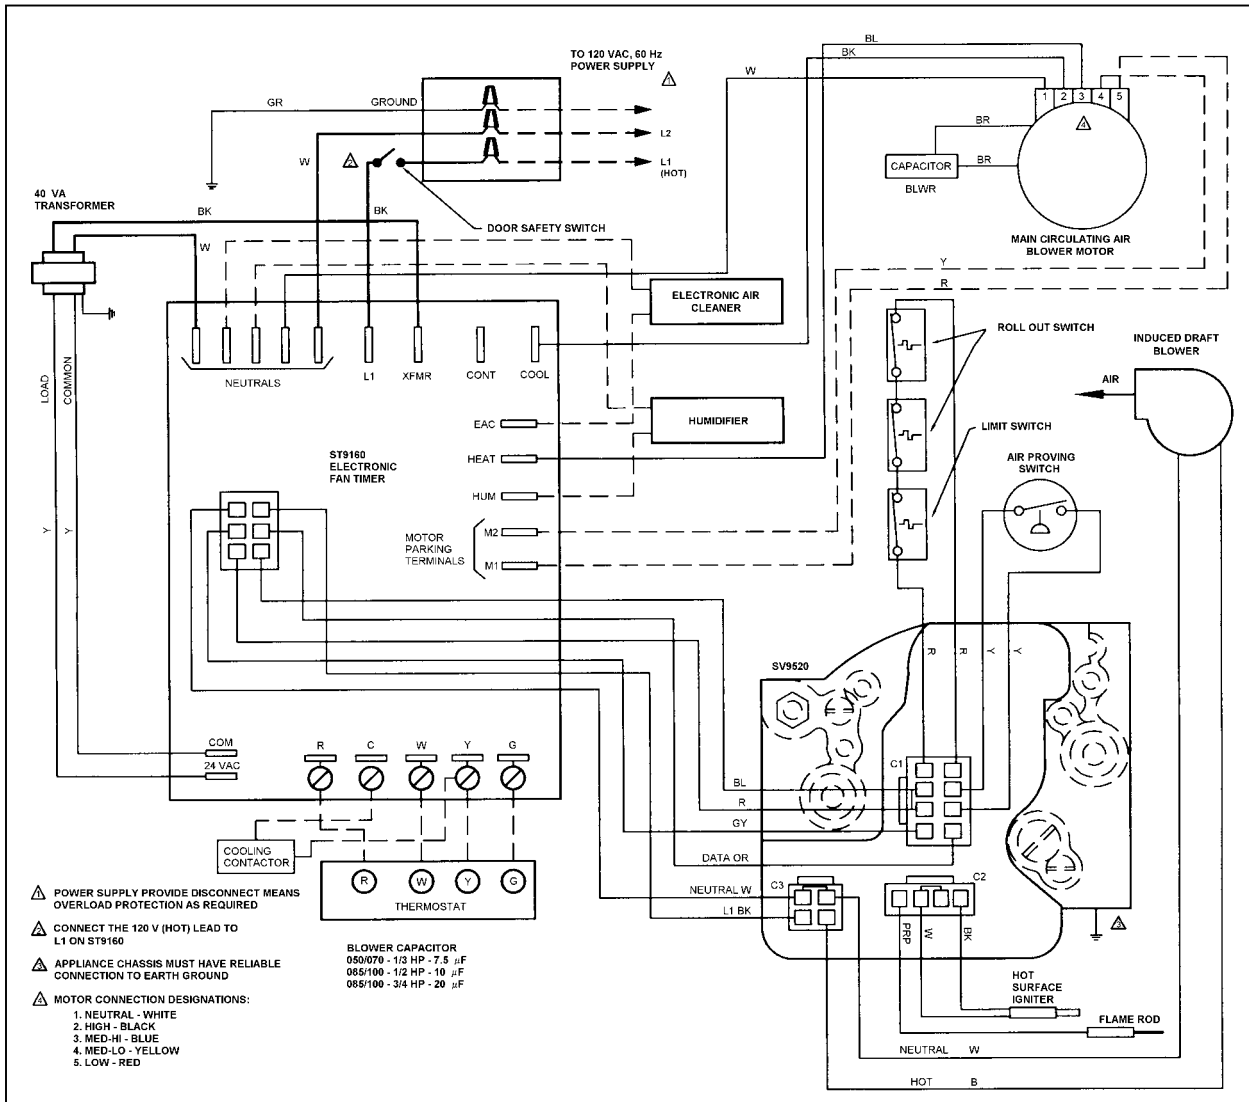 TO 120 VAC, 60 Hz
POWER SUPPLY
1
BL
BK
W
GR
GROUND
L2
L1
(HOT)
W
2
DOOR SAFETY SWITCH
1
2
3
4
5
4
BR
BR
CAPACITOR
BLWR
MAIN CIRCULATING AIR
BLOWER MOTOR
40 VA
TRANSFORMER
BK
BK
W
Y
R
ELECTRONIC AIR
CLEANER
ROLL OUT SWITCH
INDUCED DRAFT
BLOWER
AIR
LOAD
COMMON
NEUTRALS
L1
XFMR
CONT
COOL
HUMIDIFIER
LIMIT SWITCH
EAC
HEAT
HUM
ST9160
ELECTRONIC
FAN TIMER
AIR PROVING
SWITCH
MOTOR
PARKING
TERMINALS
M2
M1
Y
Y
R
R
Y
Y
SV9520
COM
24 VAC
R
C
W
Y
G
C1
BL
R
GY
DATA OR
COOLING
CONTACTOR
R
W
Y
G
THERMOSTAT
NEUTRAL W
L1 BK
C3
C2
PRP
W
BK
3
1 POWER SUPPLY PROVIDE DISCONNECT MEANS
OVERLOAD PROTECTION AS REQUIRED
2 CONNECT THE 120 V (HOT) LEAD TO
L1 ON ST9160
3 APPLIANCE CHASSIS MUST HAVE RELIABLE
CONNECTION TO EARTH GROUND
4 MOTOR CONNECTION DESIGNATIONS:
1. NEUTRAL - WHITE
2. HIGH - BLACK
3. MED-HI - BLUE
4. MED-LO - YELLOW
5. LOW - RED
BLOWER CAPACITOR
050/070 - 1/3 HP - 7.5 µF
085/100 - 1/2 HP - 10 µF
085/100 - 3/4 HP - 20 µF
HOT
SURFACE
IGNITER
FLAME ROD
NEUTRAL W
HOT B